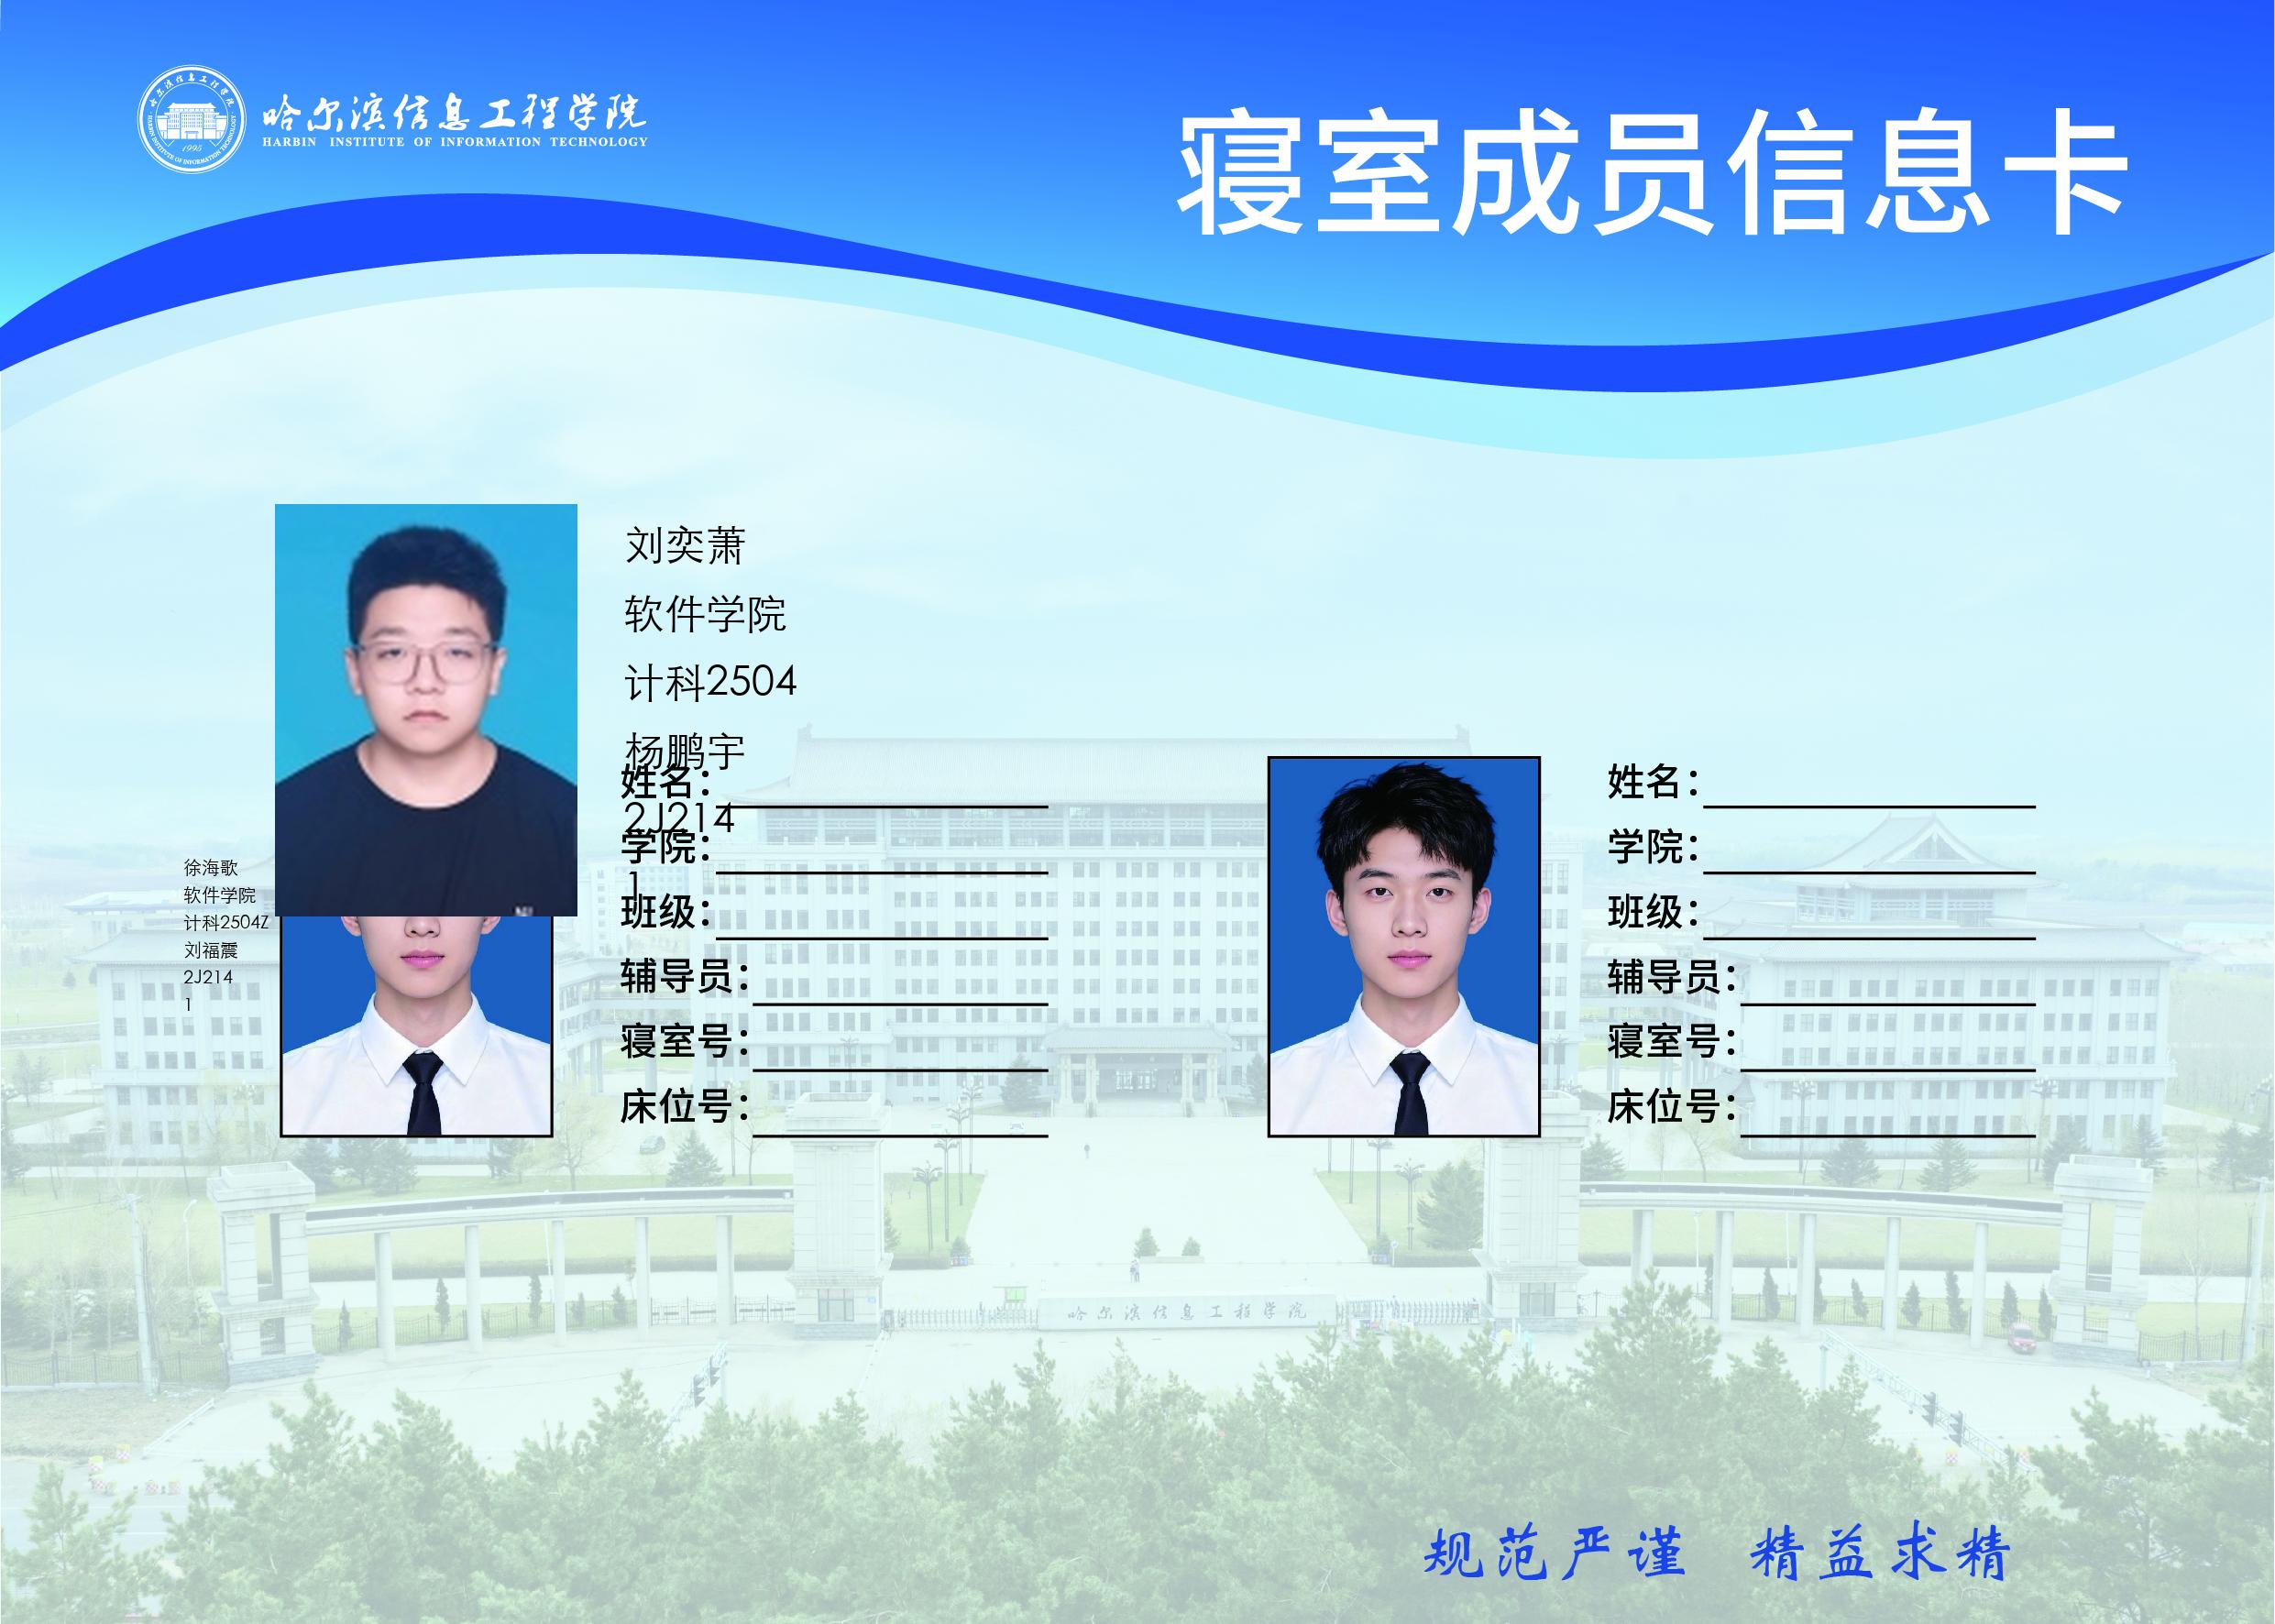 哈尔滨信息工程学院
HARBIN INSTITUTE OF INFORMATION TECHNOLOGY
1995
寝室成员信息卡
刘奕萧
软件学院
计科2504
杨鹏宇
2J214
1
徐海歌
软件学院
计科2504Z
刘福震
2J214
1
姓名:
学院:
班级:
辅导员:
寝室号:
床位号:
姓名:
学院:
班级:
辅导员:
寝室号:
床位号:
哈尔滨信息工程学院
规范严谨 精益求精